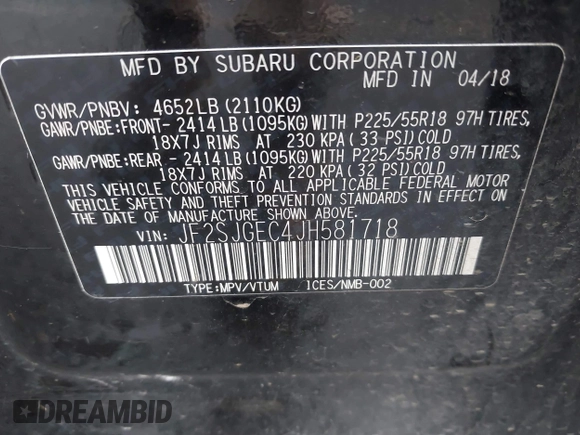 MFD BY SUBARU CORPORATION
MFD IN 04/18
GVWR/PNBV: 4652LB (2110KG)
GAWR/PNBE:FRONT- 2414LB (1095KG) WITH P225/55R18 97H TIRES,
18X7J RIMS AT 230 KPA (33 PSI) COLD
GAWR/PNBE:REAR - 2414LB (1095KG) WITH P225/55R18 97H TIRES,
18X7J RIMS AT 220 KPA (32 PSI) COLD
THIS VEHICLE CONFORMS TO ALL APPLICABLE FEDERAL MOTOR
VEHICLE SAFETY AND THEFT PREVENTION STANDARDS IN EFFECT
ON THE DATE OF MANUFACTURE SHOWN ABOVE.
VIN: JF2SJGEC4JH581718
TYPE:MPV/VTUM ICES/NMB-002
DREAMBID